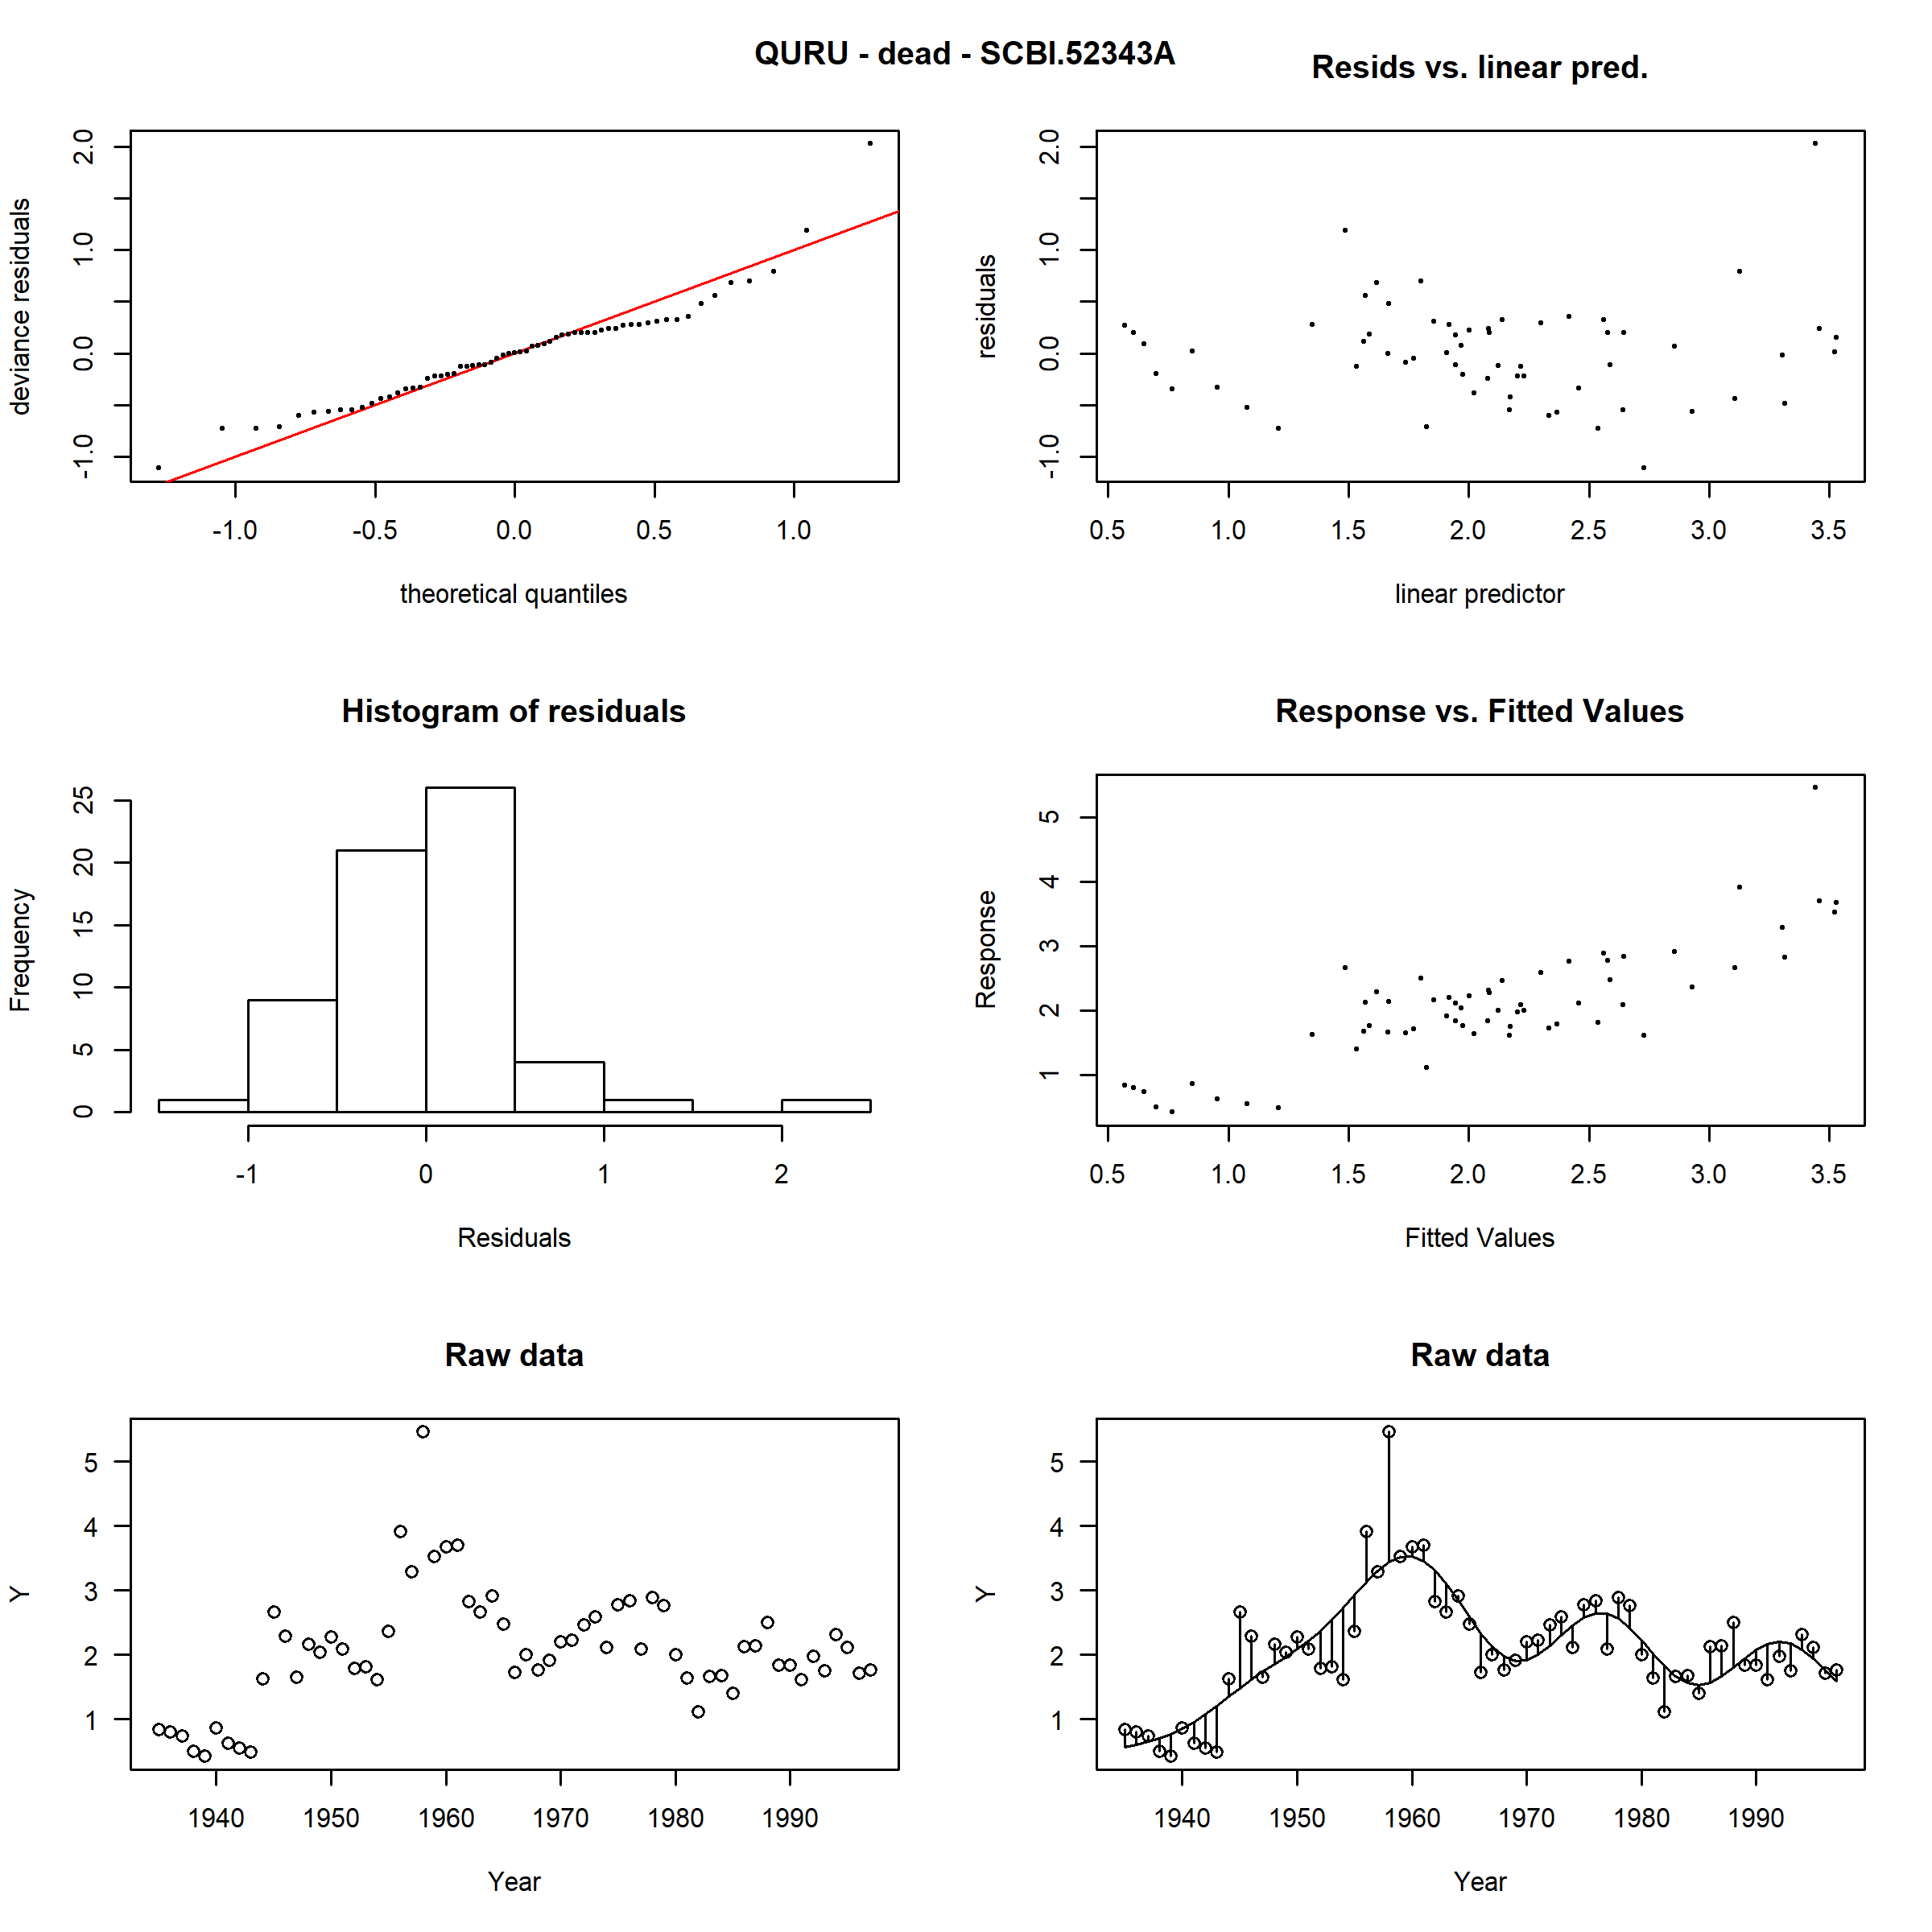 QURU - dead - SCBI.52343A
Resids vs. linear pred.
deviance residuals
-1.0 0.0 1.0 2.0
-1.0 -0.5 0.0 0.5 1.0
theoretical quantiles
residuals
-1.0 0.0 1.0 2.0
0.5 1.0 1.5 2.0 2.5 3.0 3.5
linear predictor
Histogram of residuals
Frequency
0 5 10 15 20 25
-1 0 1 2
Residuals
Response vs. Fitted Values
Response
1 2 3 4 5
0.5 1.0 1.5 2.0 2.5 3.0 3.5
Fitted Values
Raw data
Y
5
4
3
2
1
1940 1950 1960 1970 1980 1990
Year
Raw data
Y
5
4
3
2
1
1940 1950 1960 1970 1980 1990
Year